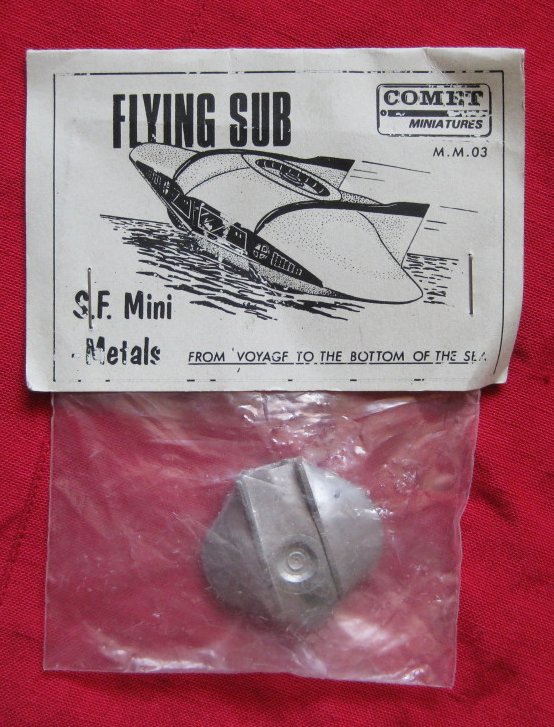 FLYING SUB
COMET
MINIATURES
M.M.03
S.F. Mini
Metals
FROM VOYAGE TO THE BOTTOM OF THE SEA